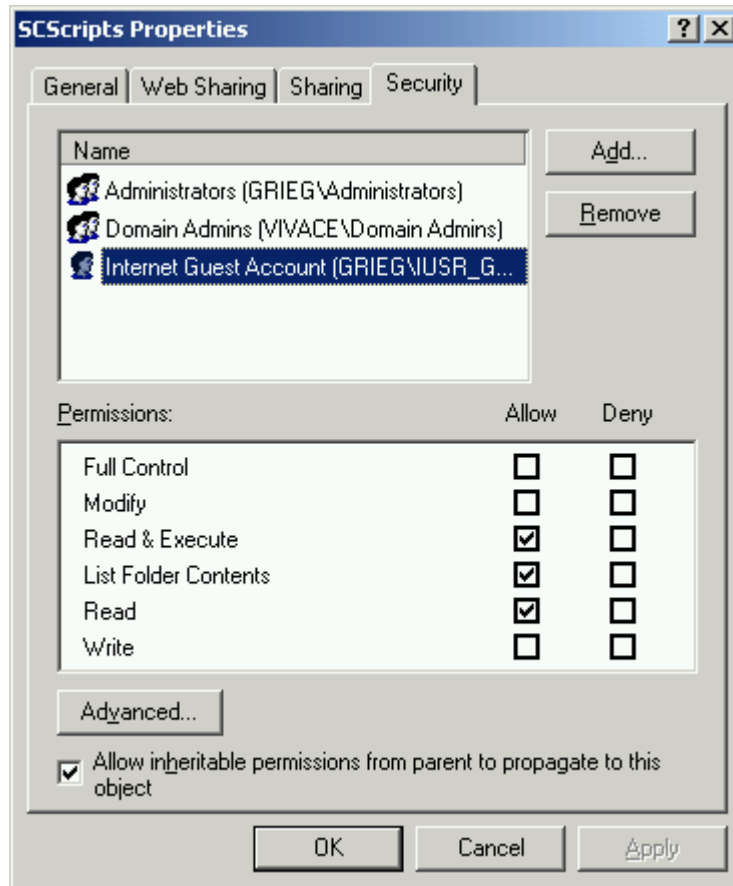 SCScripts Properties
General Web Sharing Sharing Security
Name
Add...
Administrators (GRIEG\Administrators)
Domain Admins (VIVACE\Domain Admins)
Remove
Internet Guest Account (GRIEG\IUSR_G...
Permissions: Allow Deny
Full Control
Modify
Read & Execute
List Folder Contents
Read
Write
Advanced...
Allow inheritable permissions from parent to propagate to this
object
OK Cancel Apply